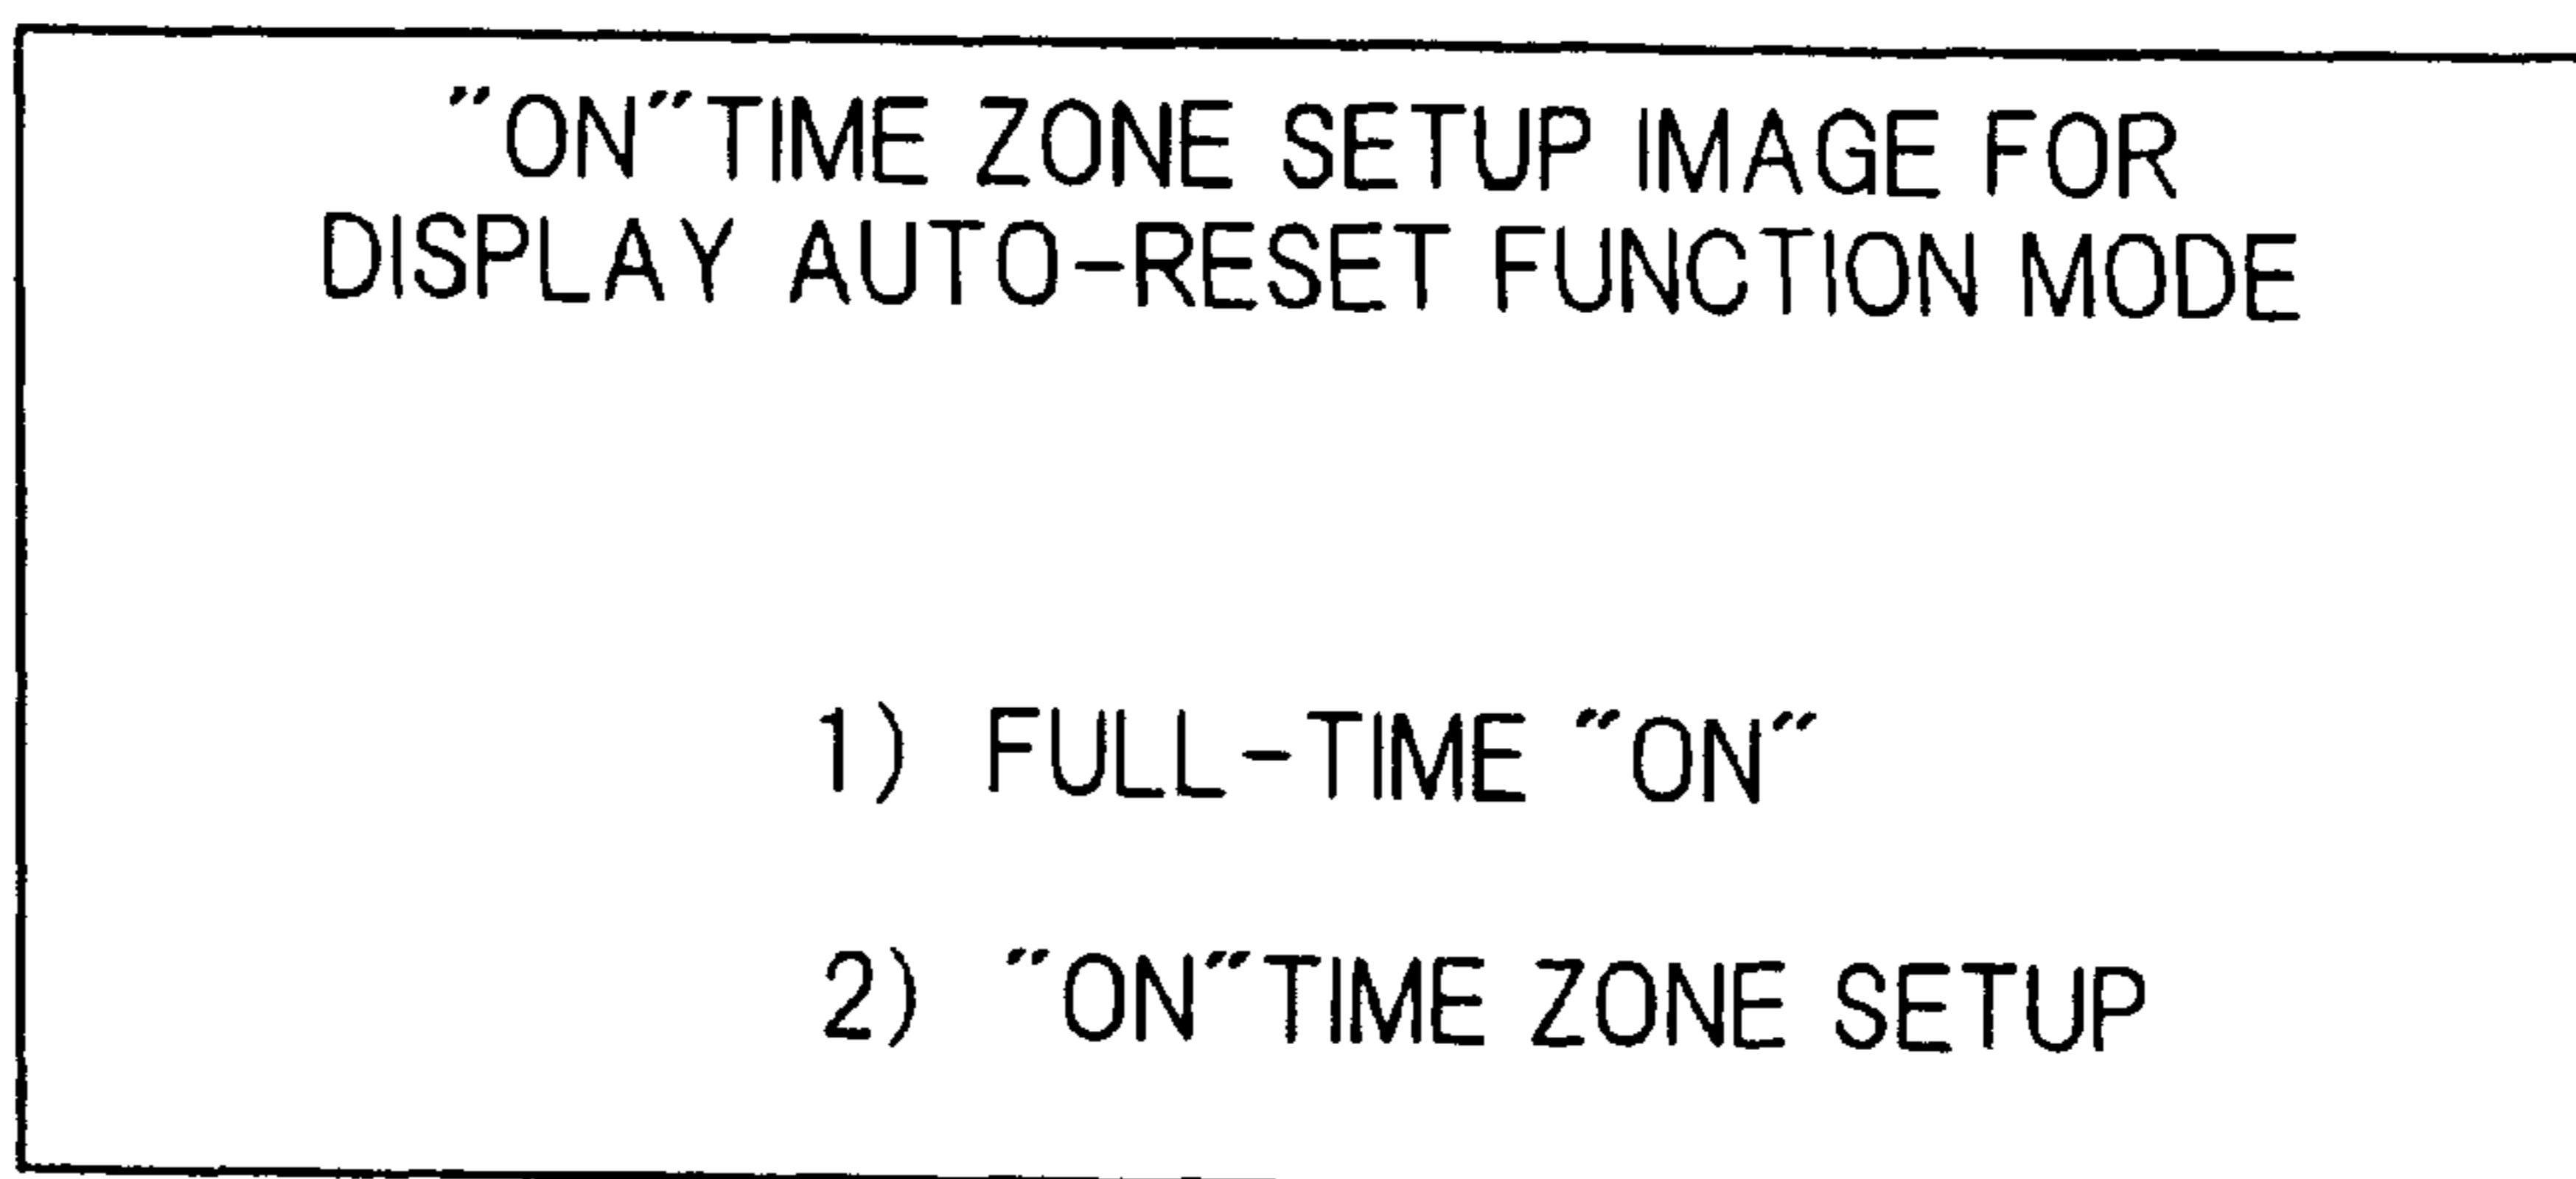 "ON"TIME ZONE SETUP IMAGE FOR
DISPLAY AUTO-RESET FUNCTION MODE
1) FULL-TIME "ON"
2) "ON"TIME ZONE SETUP